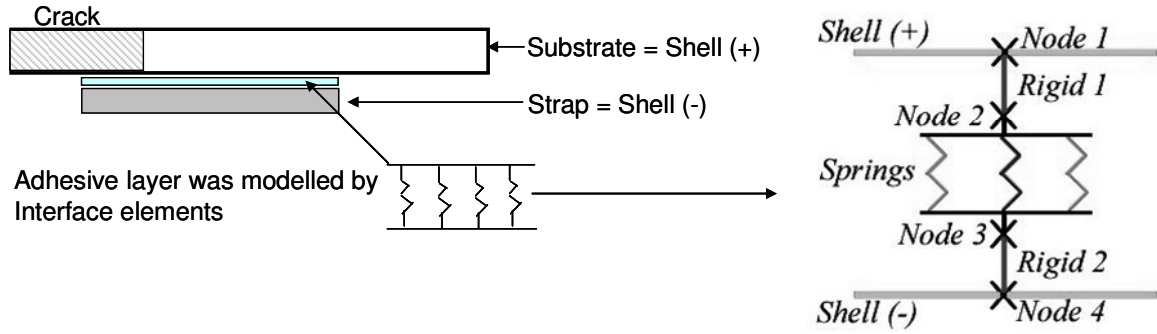 Crack
Substrate = Shell (+)
Strap = Shell (-)
Adhesive layer was modelled by
Interface elements
Shell (+)
Node 1
Rigid 1
Node 2
Springs
Node 3
Rigid 2
Shell (-)
Node 4